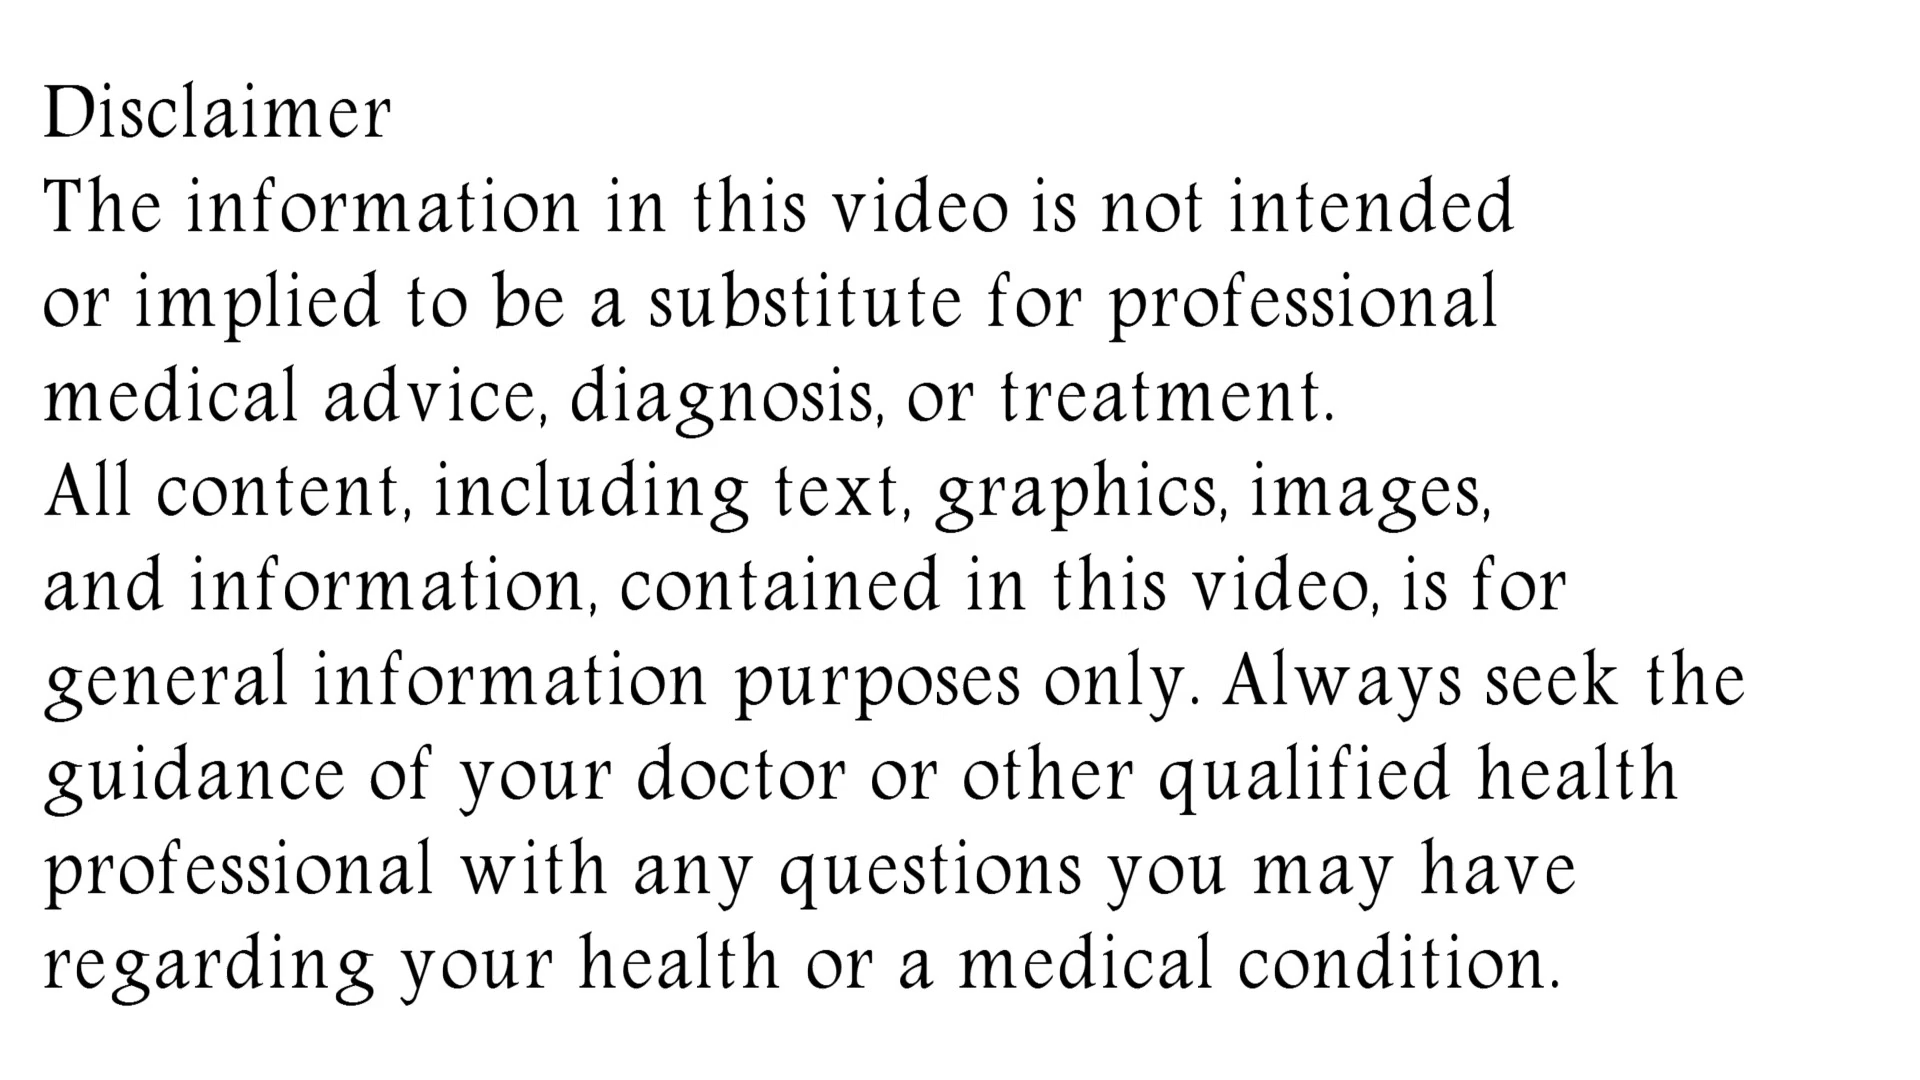 Disclaimer
The information in this video is not intended
or implied to be a substitute for professional
medical advice, diagnosis, or treatment.
All content, including text, graphics, images,
and information, contained in this video, is for
general information purposes only. Always seek the
guidance of your doctor or other qualified health
professional with any questions you may have
regarding your health or a medical condition.